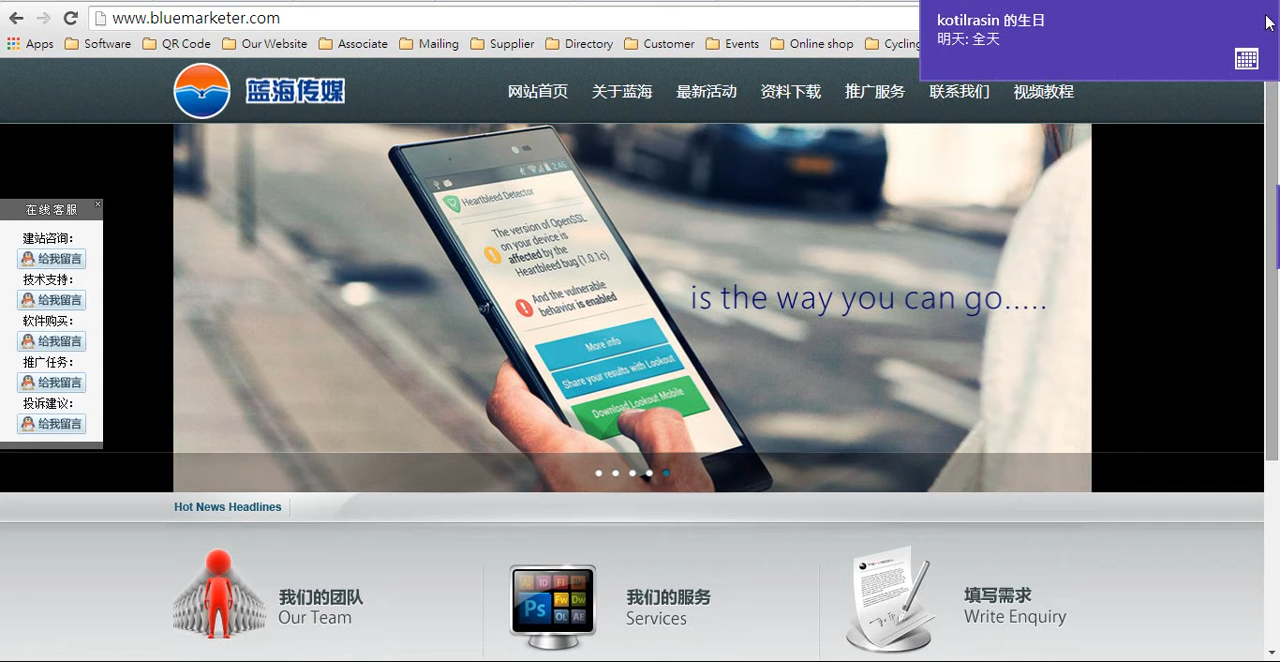 www.bluemarketer.com
kotilrasin 的生日
明天: 全天
Apps Software QR Code Our Website Associate Mailing Supplier Directory Customer Events Online shop Cycling
蓝海传媒
网站首页 关于蓝海 最新活动 资料下载 推广服务 联系我们 视频教程
2:46
Heartbleed Detector
The version of OpenSSL
on your device is
affected by the
Heartbleed bug (1.0.1c)
And the vulnerable
behavior is enabled
More info
Share your results with Lookout
Download Lookout Mobile
is the way you can go.....
在线客服
建站咨询:
给我留言
技术支持:
给我留言
软件购买:
给我留言
推广任务:
给我留言
投诉建议:
给我留言
Hot News Headlines
我们的团队
Our Team
Ps
Fw
Dw
ID
Fl
AE
我们的服务
Services
填写需求
Write Enquiry